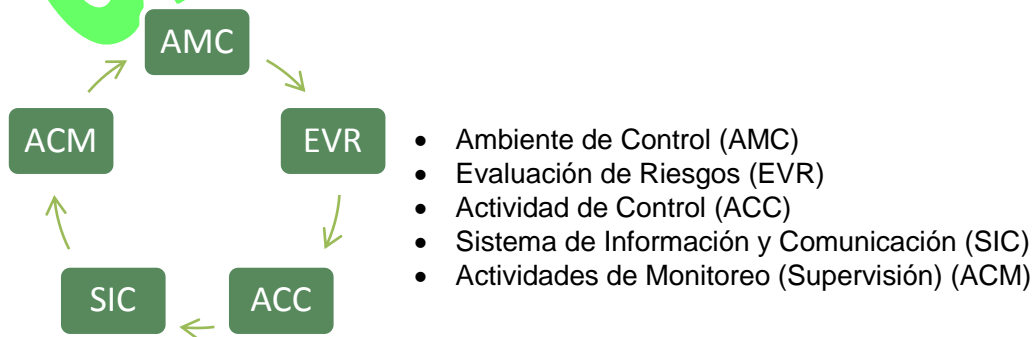 AMC
ACM
EVR
SIC
ACC
• Ambiente de Control (AMC)
• Evaluación de Riesgos (EVR)
• Actividad de Control (ACC)
• Sistema de Información y Comunicación (SIC)
• Actividades de Monitoreo (Supervisión) (ACM)